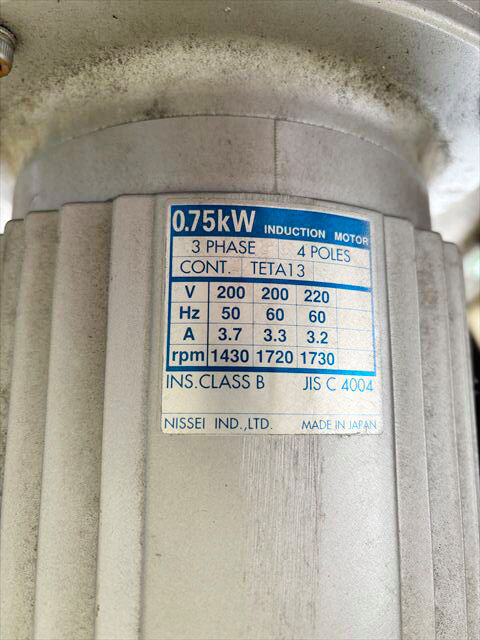 0.75kW INDUCTION MOTOR
3 PHASE 4 POLES
CONT. TETA13
V 200 200 220
Hz 50 60 60
A 3.7 3.3 3.2
rpm 1430 1720 1730
INS.CLASS B JIS C 4004
NISSEI IND.,LTD. MADE IN JAPAN